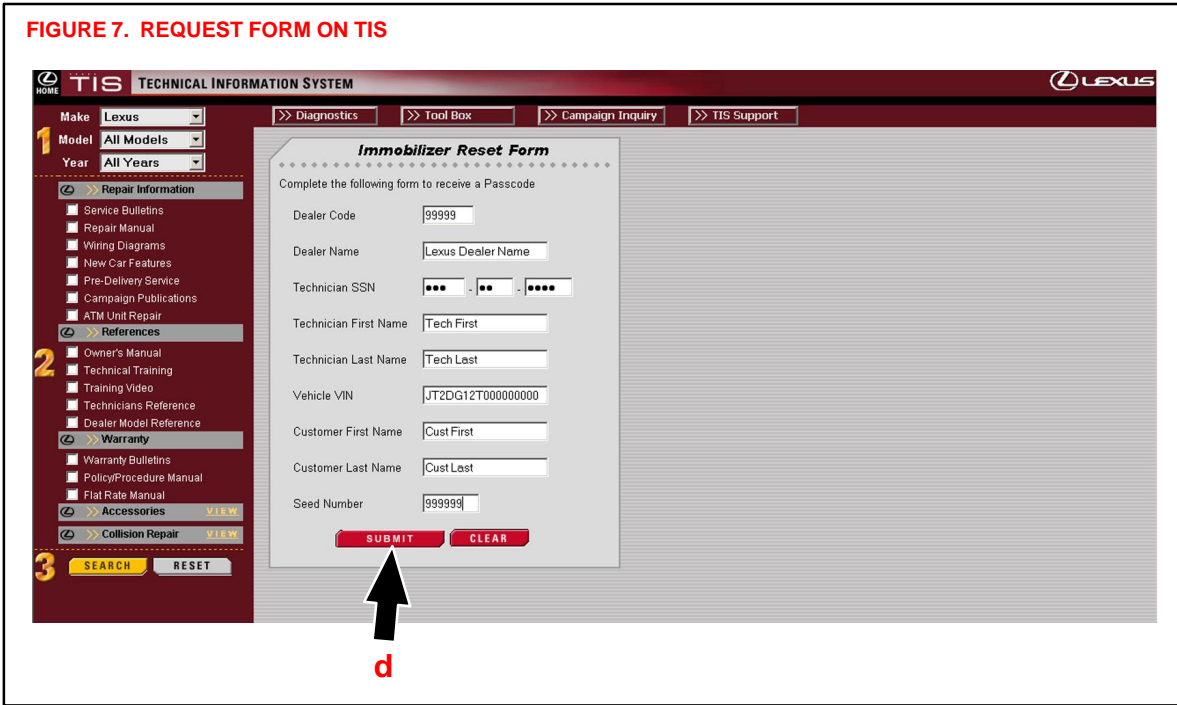 FIGURE 7. REQUEST FORM ON TIS
HOME TIS TECHNICAL INFORMATION SYSTEM LEXUS
>> Diagnostics >> Tool Box >> Campaign Inquiry >> TIS Support
1
Make Lexus
Model All Models
Year All Years
2
>> Repair Information
Service Bulletins
Repair Manual
Wiring Diagrams
New Car Features
Pre-Delivery Service
Campaign Publications
ATM Unit Repair
>> References
Owner's Manual
Technical Training
Training Video
Technicians Reference
Dealer Model Reference
>> Warranty
Warranty Bulletins
Policy/Procedure Manual
Flat Rate Manual
>> Accessories VIEW
>> Collision Repair VIEW
3
SEARCH RESET
Immobilizer Reset Form
Complete the following form to receive a Passcode
Dealer Code 99999
Dealer Name Lexus Dealer Name
Technician SSN ●●● - ●● - ●●●●
Technician First Name Tech First
Technician Last Name Tech Last
Vehicle VIN JT2DG12T000000000
Customer First Name Cust First
Customer Last Name Cust Last
Seed Number 999999
SUBMIT CLEAR
d